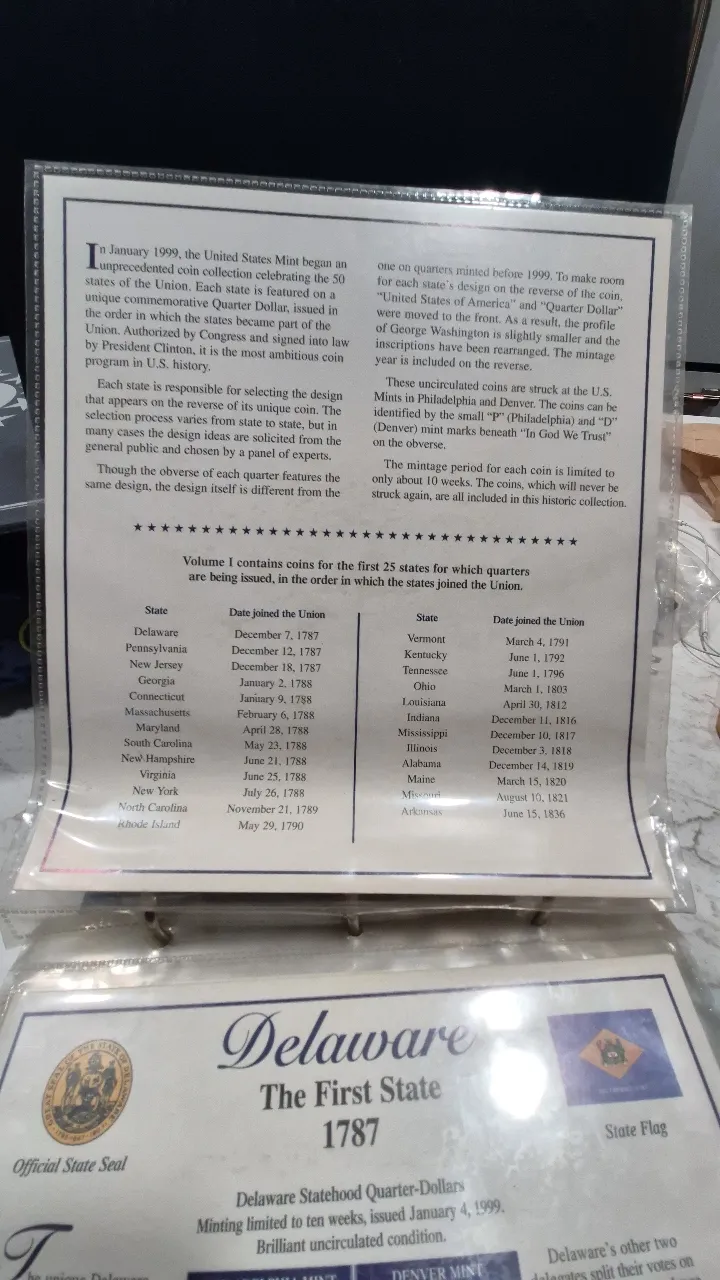 In January 1999, the United States Mint began an
unprecedented coin collection celebrating the 50
states of the Union. Each state is featured on a
unique commemorative Quarter Dollar, issued in
the order in which the states became part of the
Union. Authorized by Congress and signed into law
by President Clinton, it is the most ambitious coin
program in U.S. history.
Each state is responsible for selecting the design
that appears on the reverse of its unique coin. The
selection process varies from state to state, but in
many cases the design ideas are solicited from the
general public and chosen by a panel of experts.
Though the obverse of each quarter features the
same design, the design itself is different from the
one on quarters minted before 1999. To make room
for each state's design on the reverse of the coin,
"United States of America" and "Quarter Dollar"
were moved to the front. As a result, the profile
of George Washington is slightly smaller and the
inscriptions have been rearranged. The mintage
year is included on the reverse.
These uncirculated coins are struck at the U.S.
Mints in Philadelphia and Denver. The coins can be
identified by the small "P" (Philadelphia) and "D"
(Denver) mint marks beneath "In God We Trust"
on the obverse.
The mintage period for each coin is limited to
only about 10 weeks. The coins, which will never be
struck again, are all included in this historic collection.
Volume I contains coins for the first 25 states for which quarters
are being issued, in the order in which the states joined the Union.
State Date joined the Union
Delaware December 7, 1787
Pennsylvania December 12, 1787
New Jersey December 18, 1787
Georgia January 2, 1788
Connecticut January 9, 1788
Massachusetts February 6, 1788
Maryland April 28, 1788
South Carolina May 23, 1788
New Hampshire June 21, 1788
Virginia June 25, 1788
New York July 26, 1788
North Carolina November 21, 1789
Rhode Island May 29, 1790
State Date joined the Union
Vermont March 4, 1791
Kentucky June 1, 1792
Tennessee June 1, 1796
Ohio March 1, 1803
Louisiana April 30, 1812
Indiana December 11, 1816
Mississippi December 10, 1817
Illinois December 3, 1818
Alabama December 14, 1819
Maine March 15, 1820
Missouri August 10, 1821
Arkansas June 15, 1836
Delaware
The First State
1787
Official State Seal
State Flag
Delaware Statehood Quarter-Dollars
Minting limited to ten weeks, issued January 4, 1999.
Brilliant uncirculated condition.
DENVER MINT
Delaware's other two
delegates split their votes on